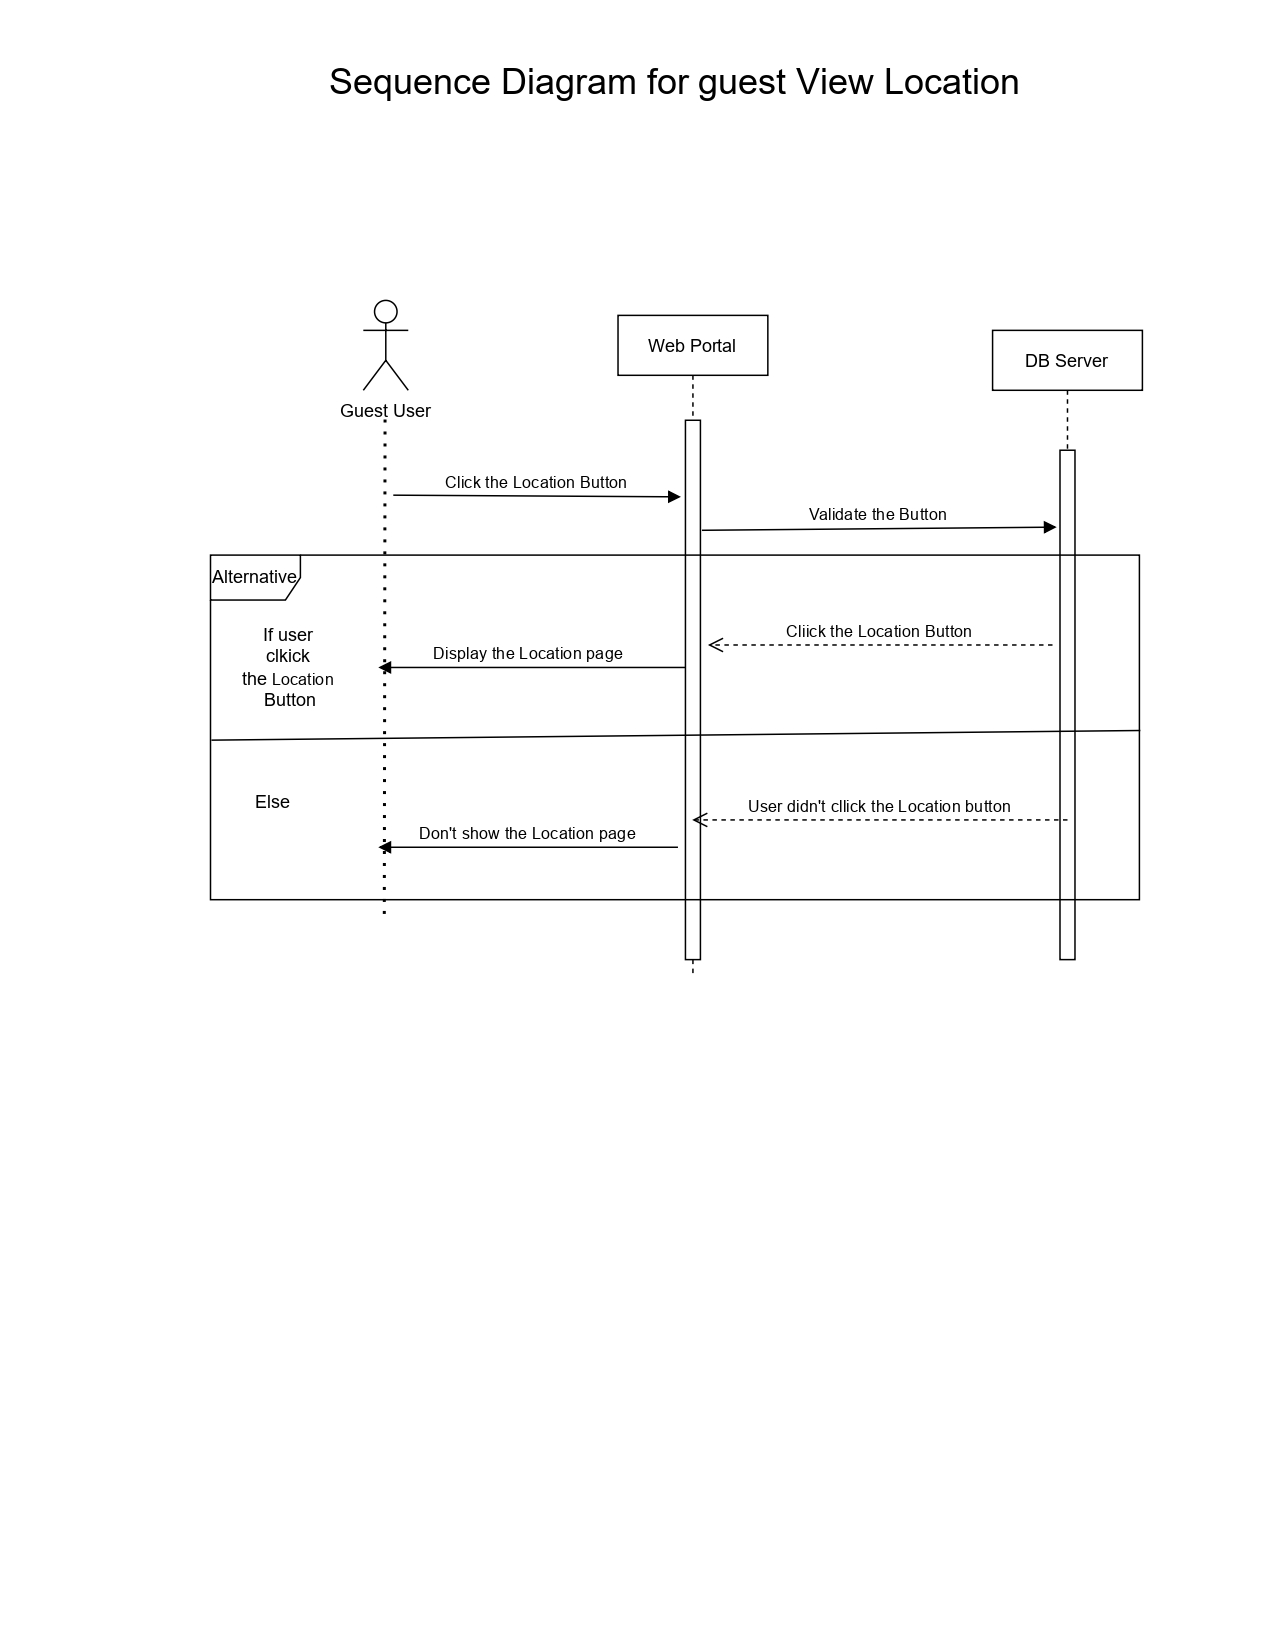 Sequence Diagram for guest View Location
Web Portal
DB Server
Guest User
Click the Location Button
Validate the Button
Alternative
If user
clkick
the Location
Button
Cliick the Location Button
Display the Location page
Else
User didn't cllick the Location button
Don't show the Location page